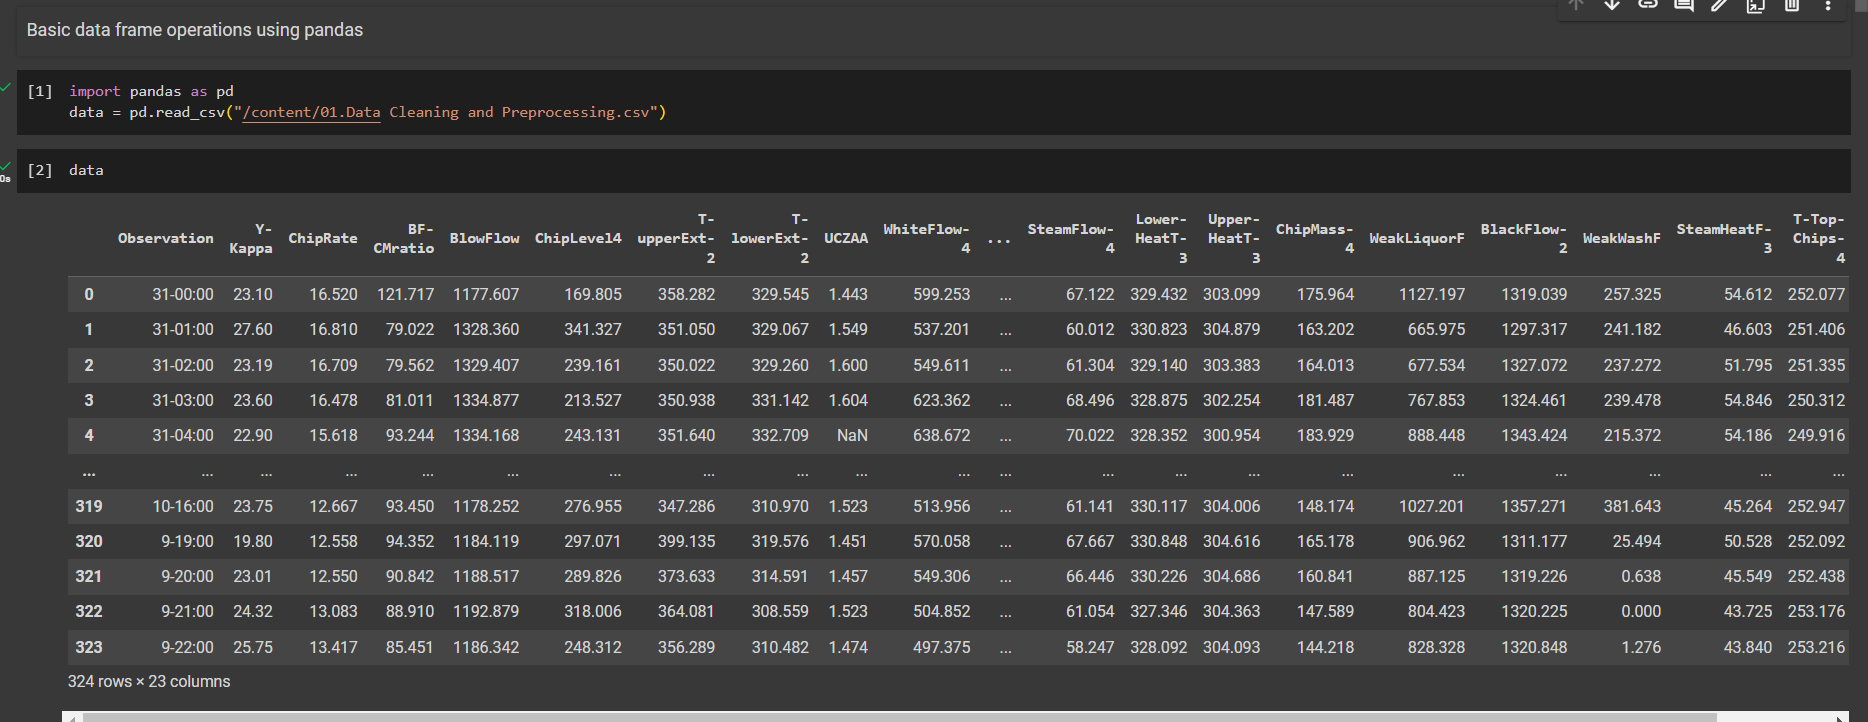 Basic data frame operations using pandas
[1] import pandas as pd
data = pd.read_csv("/content/01.Data Cleaning and Preprocessing.csv")
0s
[2] data
Observation Y-Kappa ChipRate BF-CMratio BlowFlow ChipLevel4 T-upperExt-2 T-lowerExt-2 UCZAA WhiteFlow-4 ... SteamFlow-4 Lower-HeatT-3 Upper-HeatT-3 ChipMass-4 WeakLiquorF BlackFlow-2 WeakWashF SteamHeatF-3 T-Top-Chips-4
0 31-00:00 23.10 16.520 121.717 1177.607 169.805 358.282 329.545 1.443 599.253 ... 67.122 329.432 303.099 175.964 1127.197 1319.039 257.325 54.612 252.077
1 31-01:00 27.60 16.810 79.022 1328.360 341.327 351.050 329.067 1.549 537.201 ... 60.012 330.823 304.879 163.202 665.975 1297.317 241.182 46.603 251.406
2 31-02:00 23.19 16.709 79.562 1329.407 239.161 350.022 329.260 1.600 549.611 ... 61.304 329.140 303.383 164.013 677.534 1327.072 237.272 51.795 251.335
3 31-03:00 23.60 16.478 81.011 1334.877 213.527 350.938 331.142 1.604 623.362 ... 68.496 328.875 302.254 181.487 767.853 1324.461 239.478 54.846 250.312
4 31-04:00 22.90 15.618 93.244 1334.168 243.131 351.640 332.709 NaN 638.672 ... 70.022 328.352 300.954 183.929 888.448 1343.424 215.372 54.186 249.916
... ... ... ... ... ... ... ... ... ... ... ... ... ... ... ... ... ... ... ... ...
319 10-16:00 23.75 12.667 93.450 1178.252 276.955 347.286 310.970 1.523 513.956 ... 61.141 330.117 304.006 148.174 1027.201 1357.271 381.643 45.264 252.947
320 9-19:00 19.80 12.558 94.352 1184.119 297.071 399.135 319.576 1.451 570.058 ... 67.667 330.848 304.616 165.178 906.962 1311.177 25.494 50.528 252.092
321 9-20:00 23.01 12.550 90.842 1188.517 289.826 373.633 314.591 1.457 549.306 ... 66.446 330.226 304.686 160.841 887.125 1319.226 0.638 45.549 252.438
322 9-21:00 24.32 13.083 88.910 1192.879 318.006 364.081 308.559 1.523 504.852 ... 61.054 327.346 304.363 147.589 804.423 1320.225 0.000 43.725 253.176
323 9-22:00 25.75 13.417 85.451 1186.342 248.312 356.289 310.482 1.474 497.375 ... 58.247 328.092 304.093 144.218 828.328 1320.848 1.276 43.840 253.216
324 rows × 23 columns